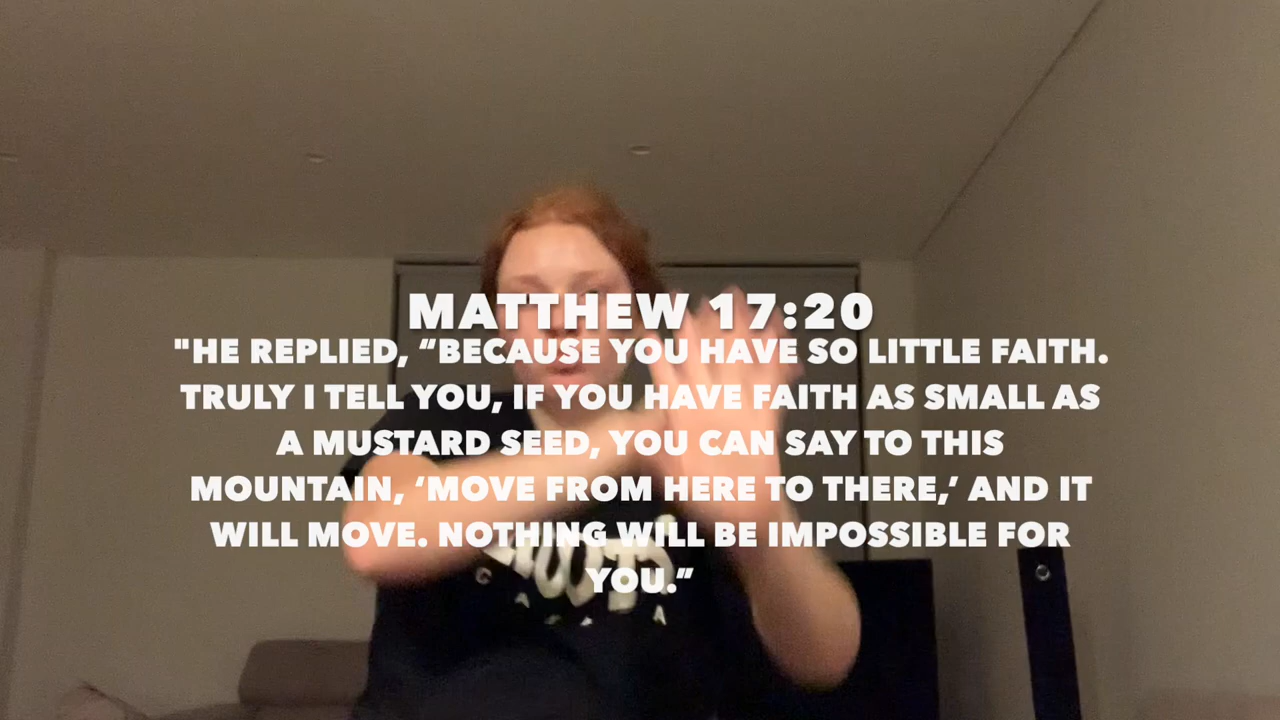 MATTHEW 17:20
"HE REPLIED, “BECAUSE YOU HAVE SO LITTLE FAITH.
TRULY I TELL YOU, IF YOU HAVE FAITH AS SMALL AS
A MUSTARD SEED, YOU CAN SAY TO THIS
MOUNTAIN, ‘MOVE FROM HERE TO THERE,’ AND IT
WILL MOVE. NOTHING WILL BE IMPOSSIBLE FOR
YOU.”